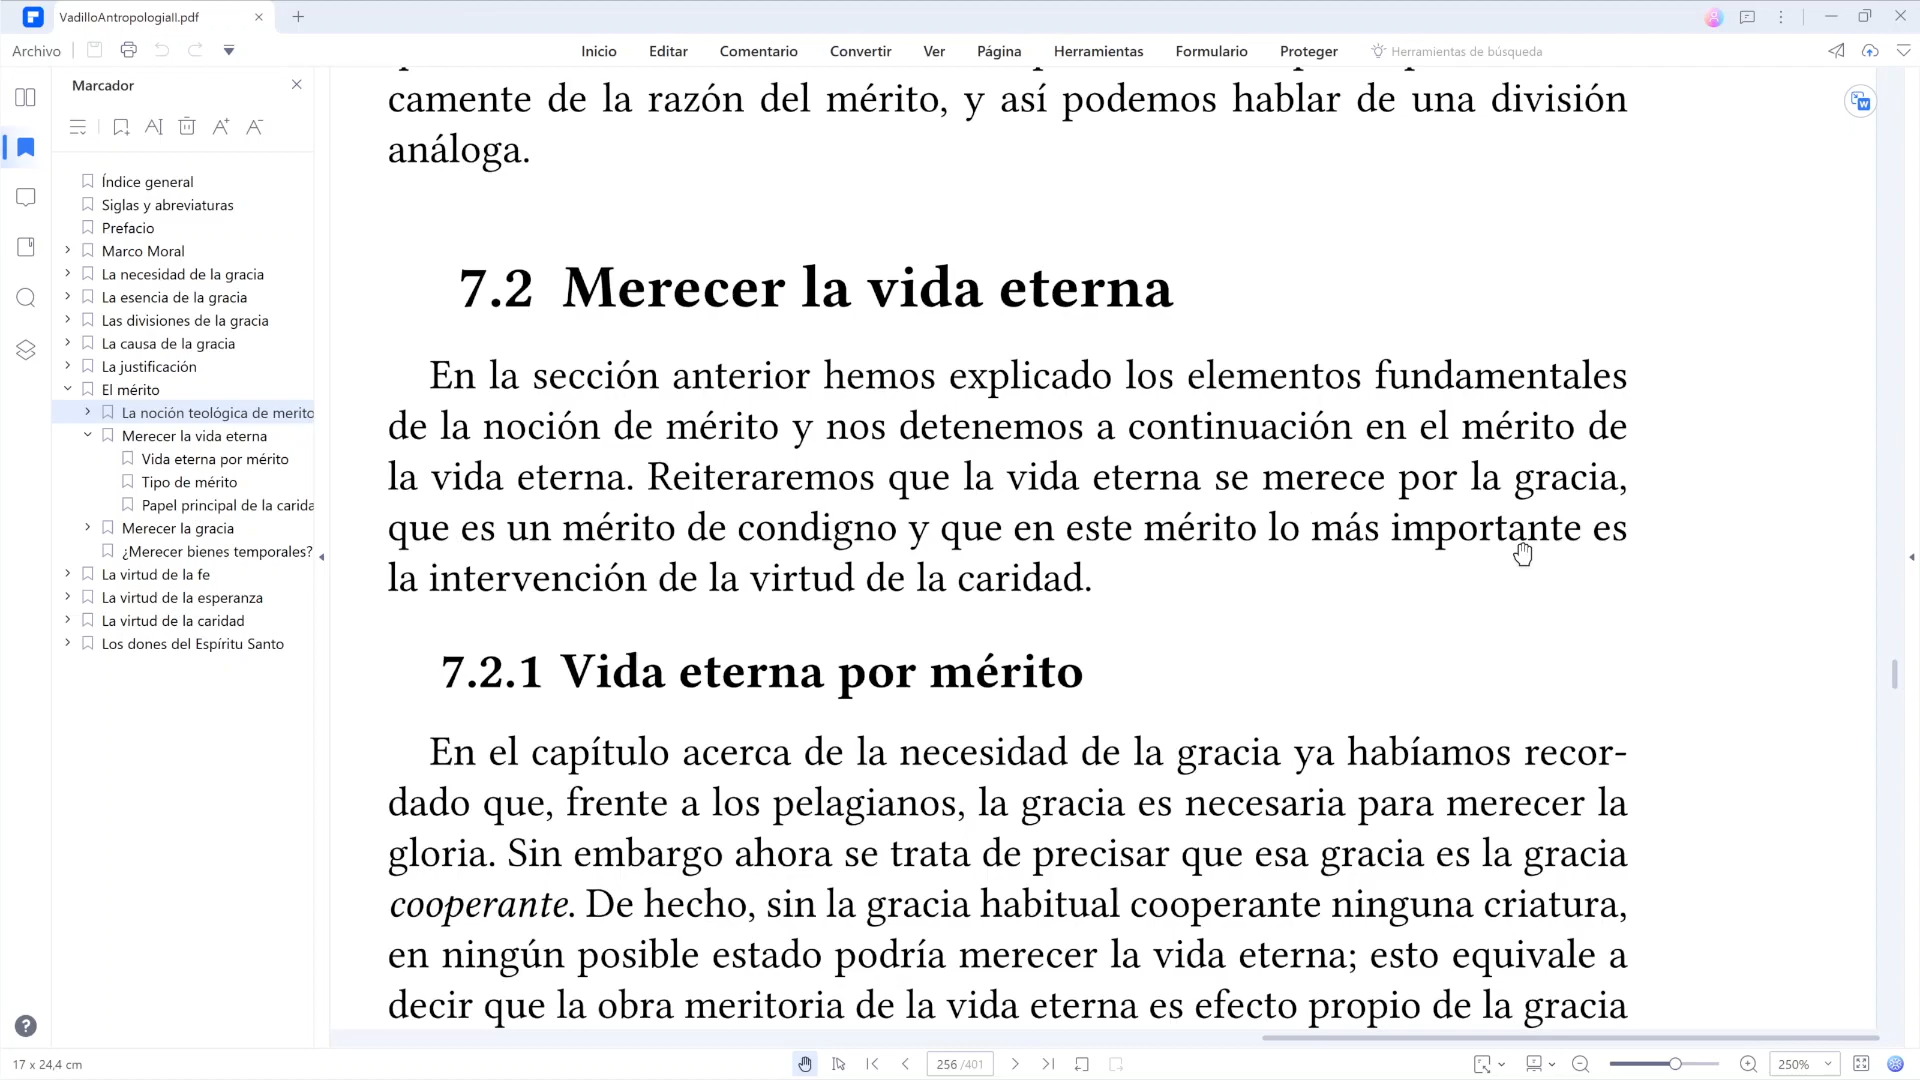 VadilloAntropologiaII.pdf
Archivo
Inicio
Editar
Comentario
Convertir
Ver
Página
Herramientas
Formulario
Proteger
Herramientas de búsqueda
Marcador
Índice general
Siglas y abreviaturas
Prefacio
Marco Moral
La necesidad de la gracia
La esencia de la gracia
Las divisiones de la gracia
La causa de la gracia
La justificación
El mérito
La noción teológica de merito
Merecer la vida eterna
Vida eterna por mérito
Tipo de mérito
Papel principal de la carida
Merecer la gracia
¿Merecer bienes temporales?
La virtud de la fe
La virtud de la esperanza
La virtud de la caridad
Los dones del Espíritu Santo
camente de la razón del mérito, y así podemos hablar de una división
análoga.
7.2 Merecer la vida eterna
En la sección anterior hemos explicado los elementos fundamentales
de la noción de mérito y nos detenemos a continuación en el mérito de
la vida eterna. Reiteraremos que la vida eterna se merece por la gracia,
que es un mérito de condigno y que en este mérito lo más importante es
la intervención de la virtud de la caridad.
7.2.1 Vida eterna por mérito
En el capítulo acerca de la necesidad de la gracia ya habíamos recor-
dado que, frente a los pelagianos, la gracia es necesaria para merecer la
gloria. Sin embargo ahora se trata de precisar que esa gracia es la gracia
cooperante. De hecho, sin la gracia habitual cooperante ninguna criatura,
en ningún posible estado podría merecer la vida eterna; esto equivale a
decir que la obra meritoria de la vida eterna es efecto propio de la gracia
17 x 24,4 cm
256 /401
250%